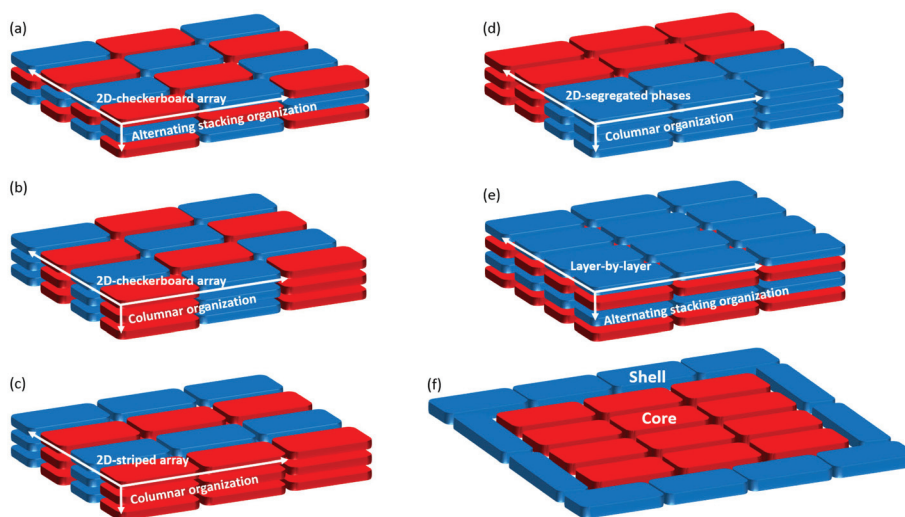 (a)
2D-checkerboard array
Alternating stacking organization
(b)
2D-checkerboard array
Columnar organization
(c)
2D-striped array
Columnar organization
(d)
2D-segregated phases
Columnar organization
(e)
Layer-by-layer
Alternating stacking organization
(f)
Shell
Core